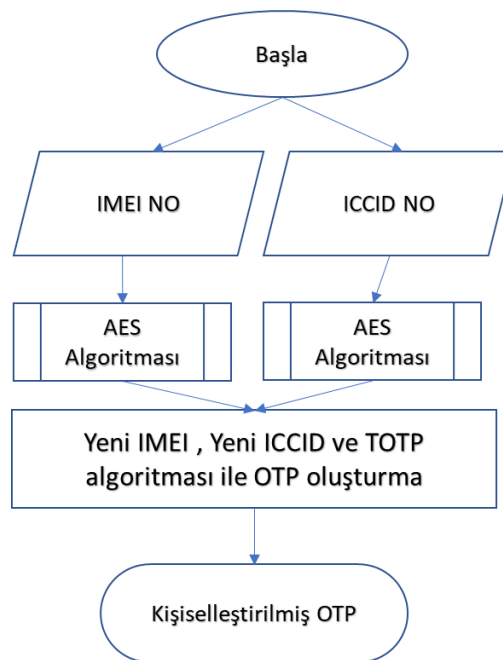 Başla
IMEI NO
ICCID NO
AES
Algoritması
AES
Algoritması
Yeni IMEI , Yeni ICCID ve TOTP
algoritması ile OTP oluşturma
Kişiselleştirilmiş OTP